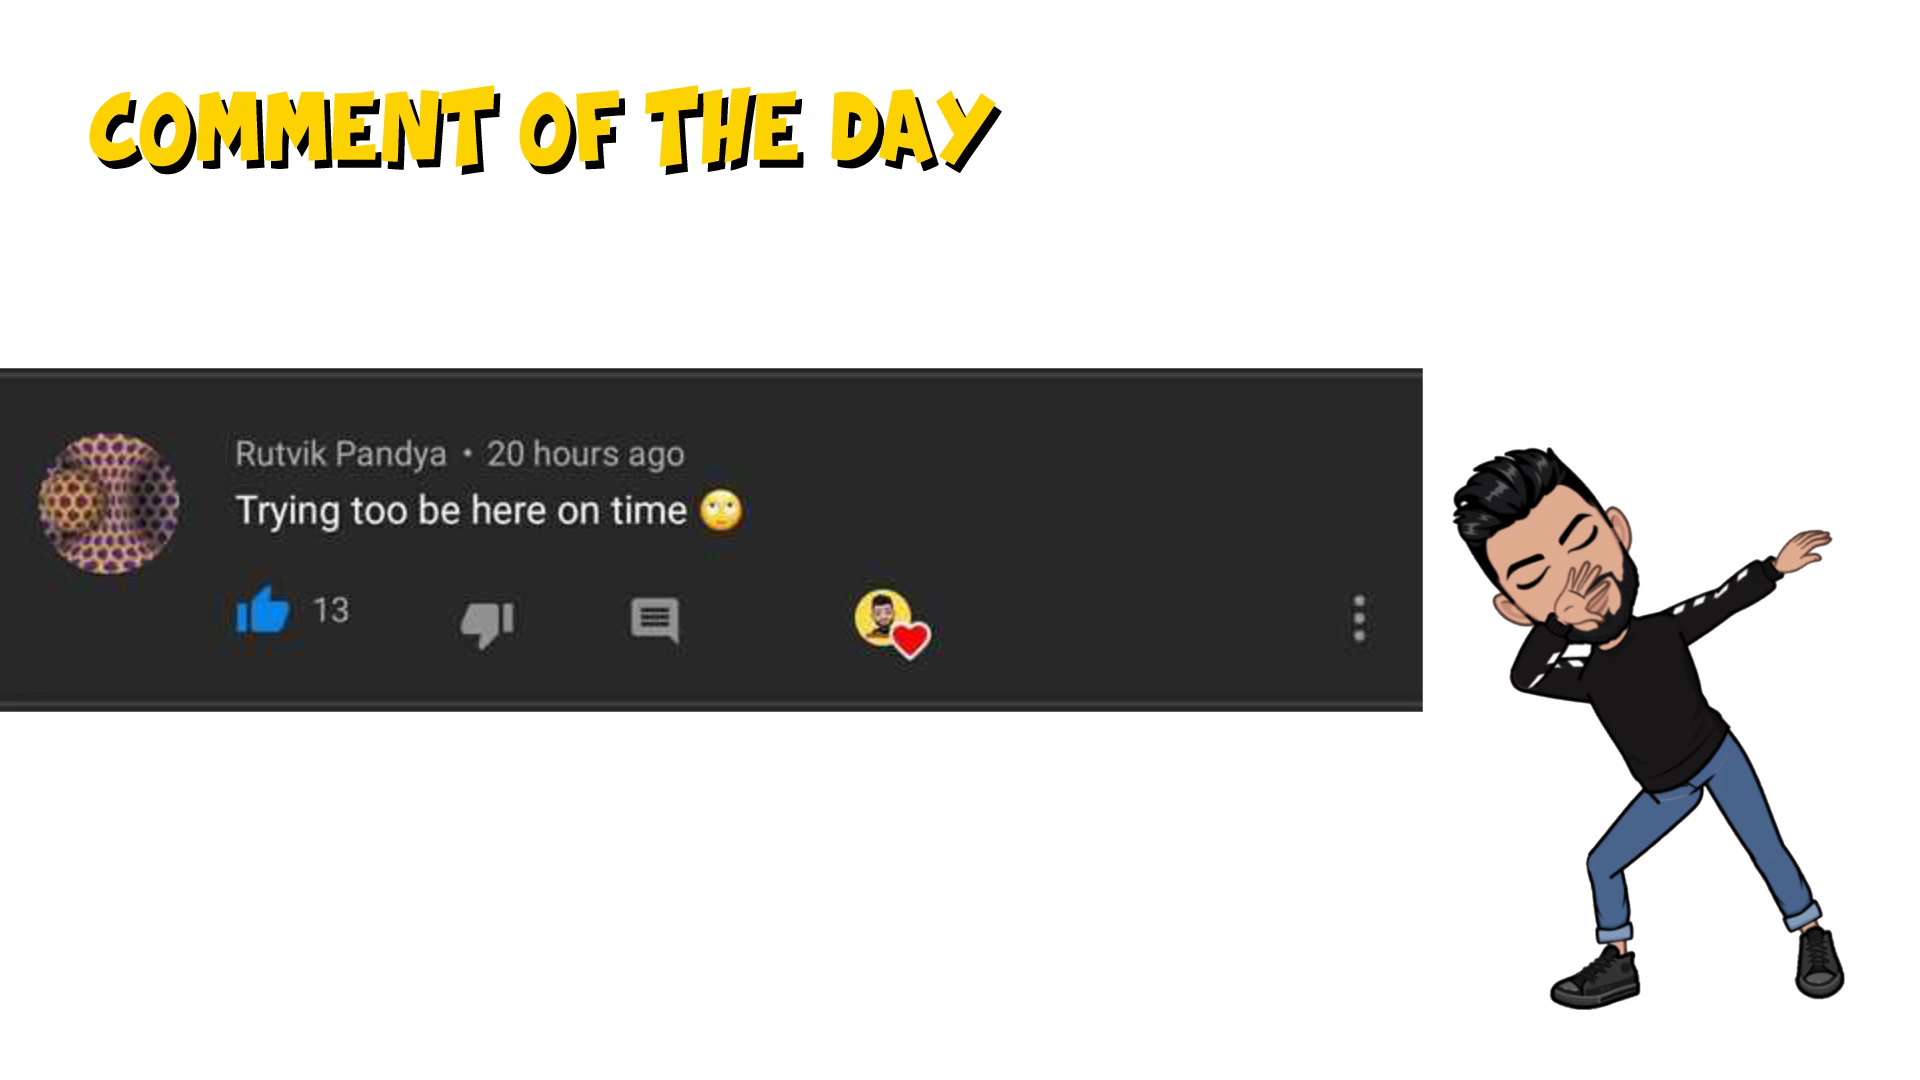 COMMENT OF THE DAY
Rutvik Pandya • 20 hours ago
Trying too be here on time 🙄
13